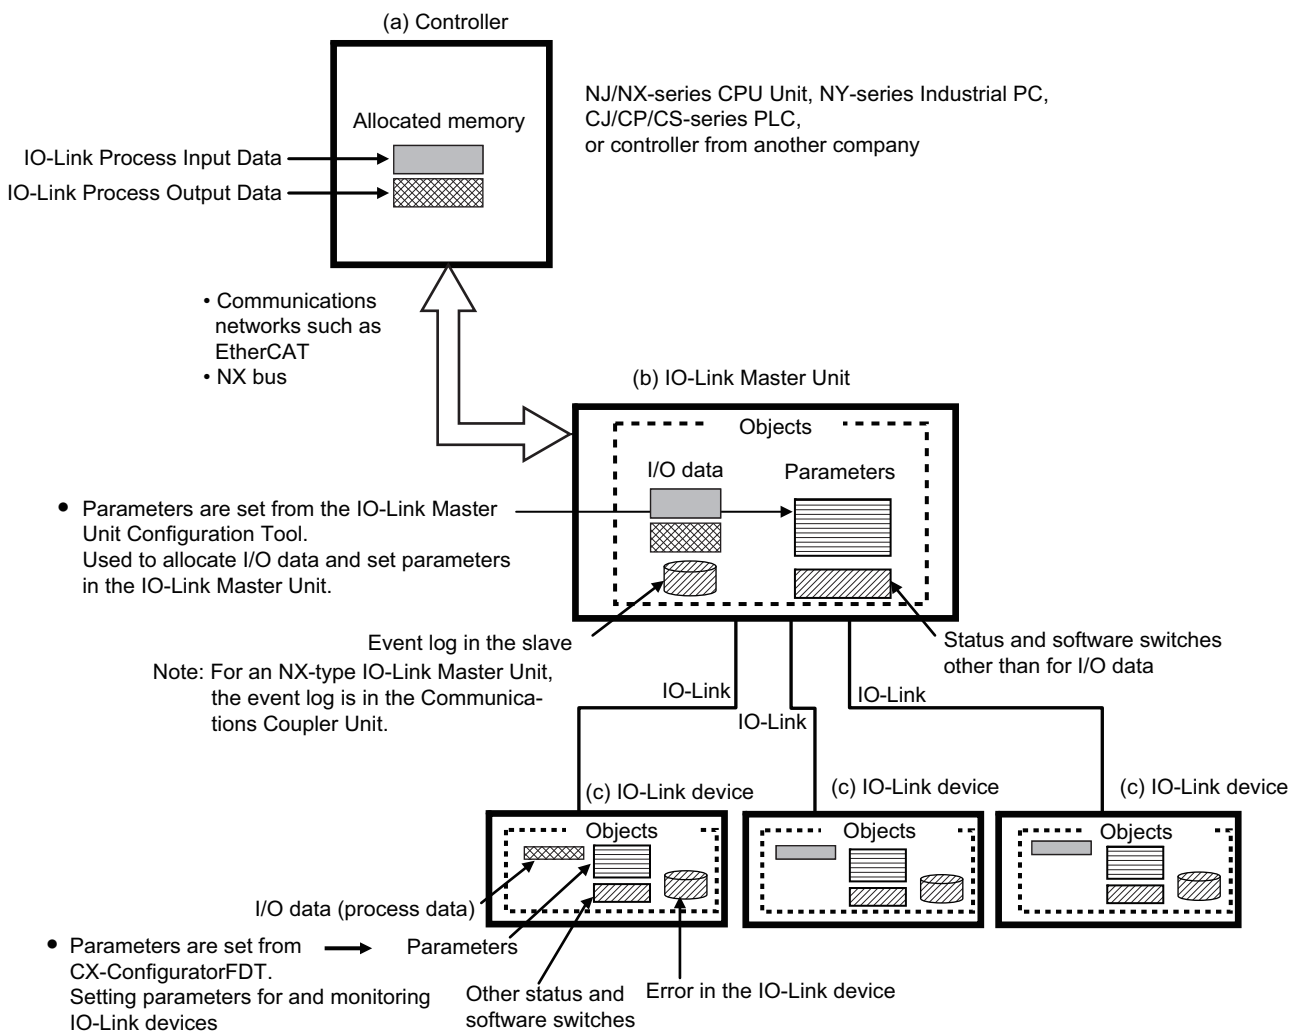 (a) Controller
NJ/NX-series CPU Unit, NY-series Industrial PC,
CJ/CP/CS-series PLC,
or controller from another company
Allocated memory
IO-Link Process Input Data
IO-Link Process Output Data
• Communications
networks such as
EtherCAT
• NX bus
(b) IO-Link Master Unit
Objects
I/O data
Parameters
• Parameters are set from the IO-Link Master
Unit Configuration Tool.
Used to allocate I/O data and set parameters
in the IO-Link Master Unit.
Event log in the slave
Note: For an NX-type IO-Link Master Unit,
the event log is in the Communica-
tions Coupler Unit.
Status and software switches
other than for I/O data
IO-Link
IO-Link
IO-Link
(c) IO-Link device
(c) IO-Link device
(c) IO-Link device
Objects
Objects
Objects
I/O data (process data)
• Parameters are set from
CX-ConfiguratorFDT.
Setting parameters for and monitoring
IO-Link devices
Parameters
Other status and
software switches
Error in the IO-Link device